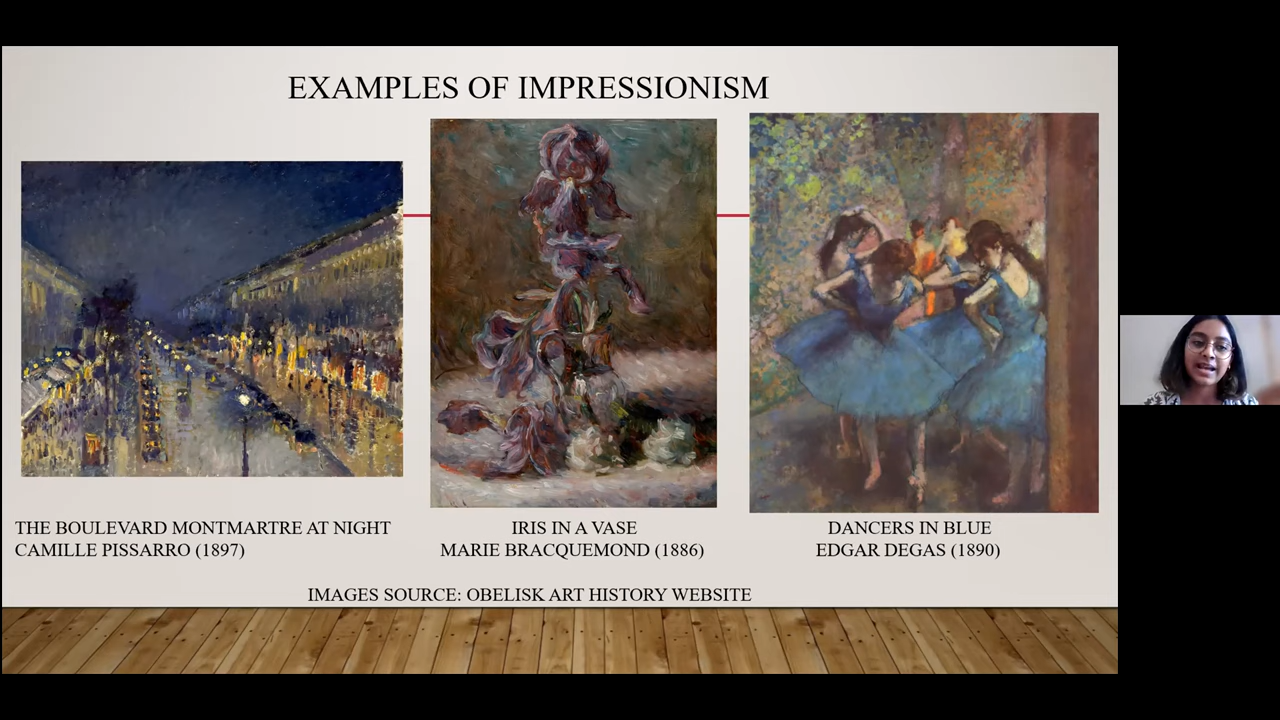 EXAMPLES OF IMPRESSIONISM
THE BOULEVARD MONTMARTRE AT NIGHT
CAMILLE PISSARRO (1897)
IRIS IN A VASE
MARIE BRACQUEMOND (1886)
DANCERS IN BLUE
EDGAR DEGAS (1890)
IMAGES SOURCE: OBELISK ART HISTORY WEBSITE